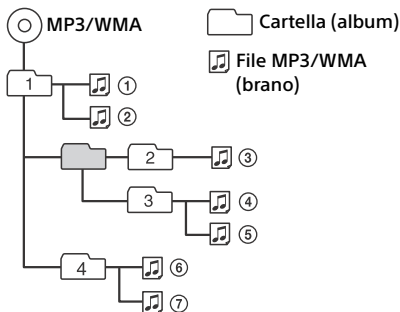 MP3/WMA
Cartella (album)
File MP3/WMA
(brano)
1
①
②
2
③
3
④
⑤
4
⑥
⑦